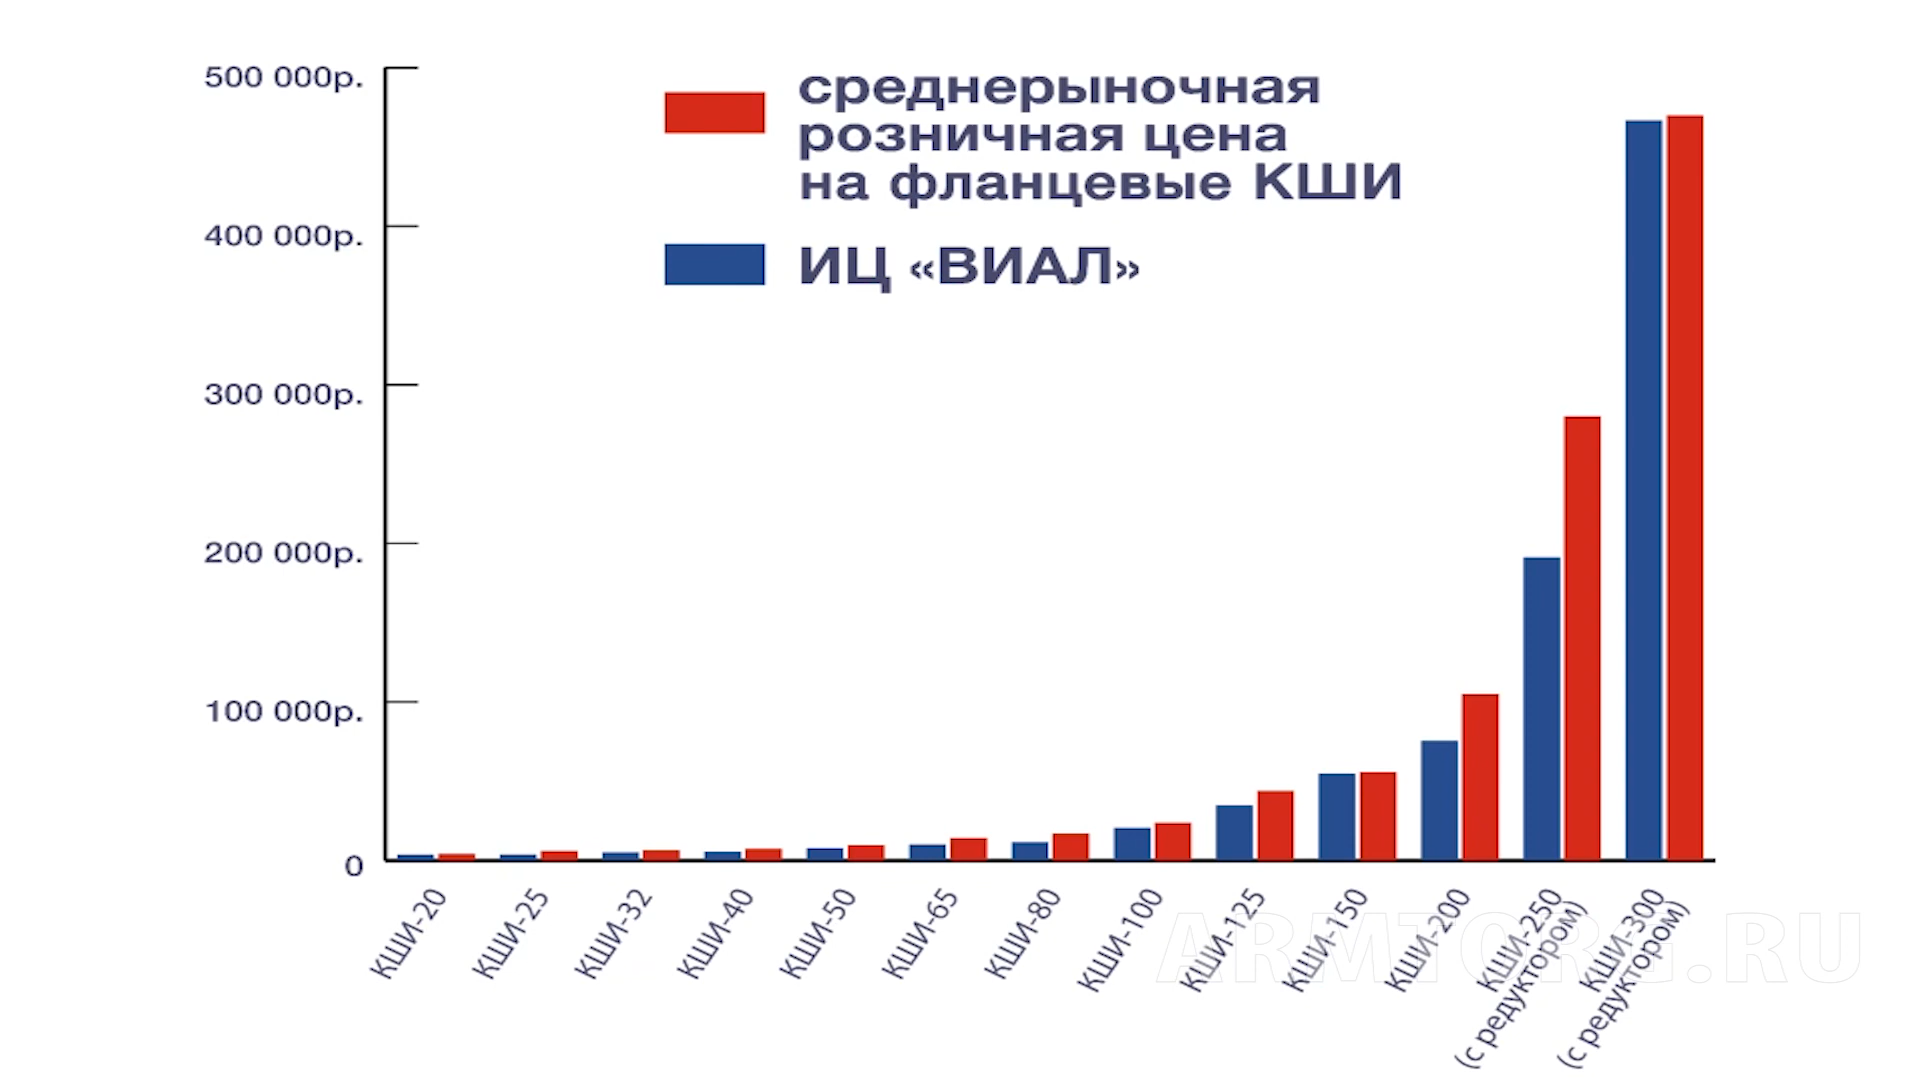 500 000р.
400 000р.
300 000р.
200 000р.
100 000р.
0
среднерыночная
розничная цена
на фланцевые КШИ
ИЦ «ВИАЛ»
КШИ-20
КШИ-25
КШИ-32
КШИ-40
КШИ-50
КШИ-65
КШИ-80
КШИ-100
КШИ-125
КШИ-150
КШИ-200
КШИ-250
(с редуктором)
КШИ-300
(с редуктором)
ARMTORG.RU